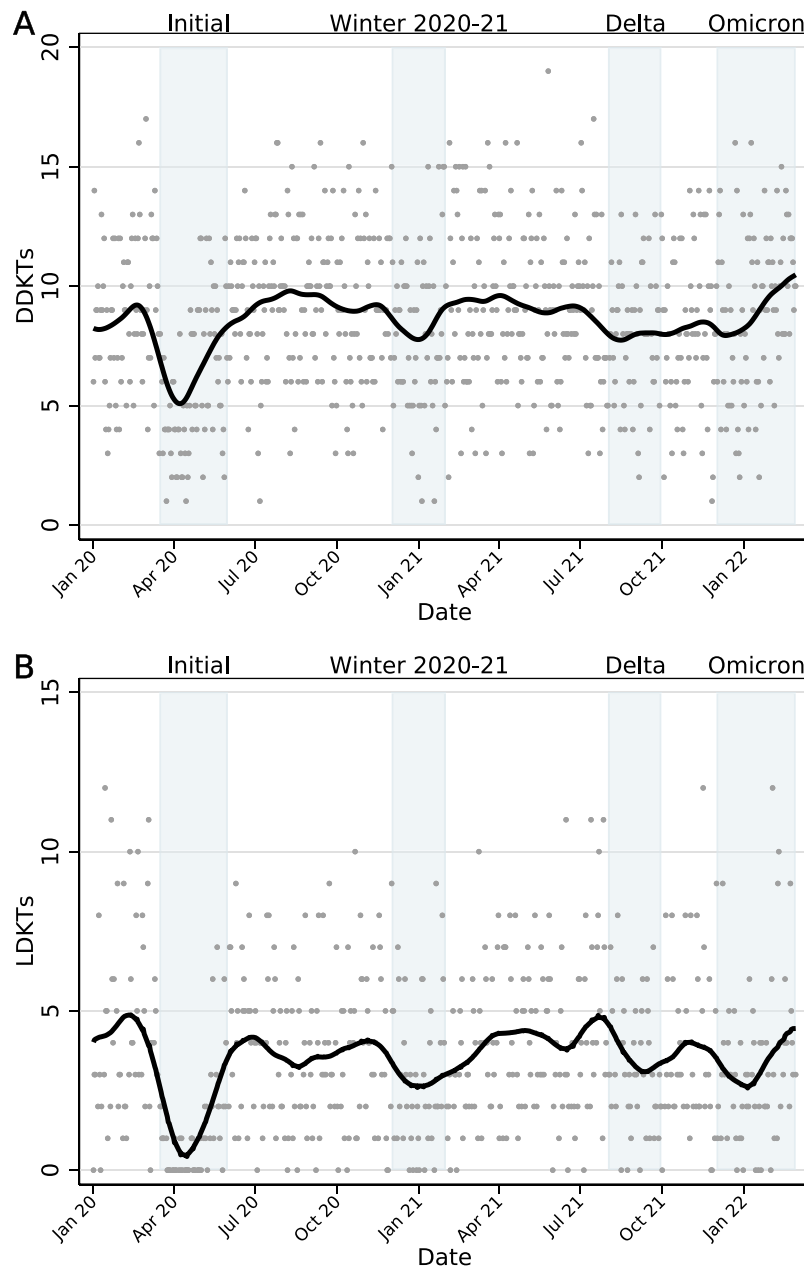 A
Initial Winter 2020-21 Delta Omicron
20
15
10
5
0
DDKTs
Jan 20 Apr 20 Jul 20 Oct 20 Jan 21 Apr 21 Jul 21 Oct 21 Jan 22
Date
B
Initial Winter 2020-21 Delta Omicron
15
10
5
0
LDKTs
Jan 20 Apr 20 Jul 20 Oct 20 Jan 21 Apr 21 Jul 21 Oct 21 Jan 22
Date